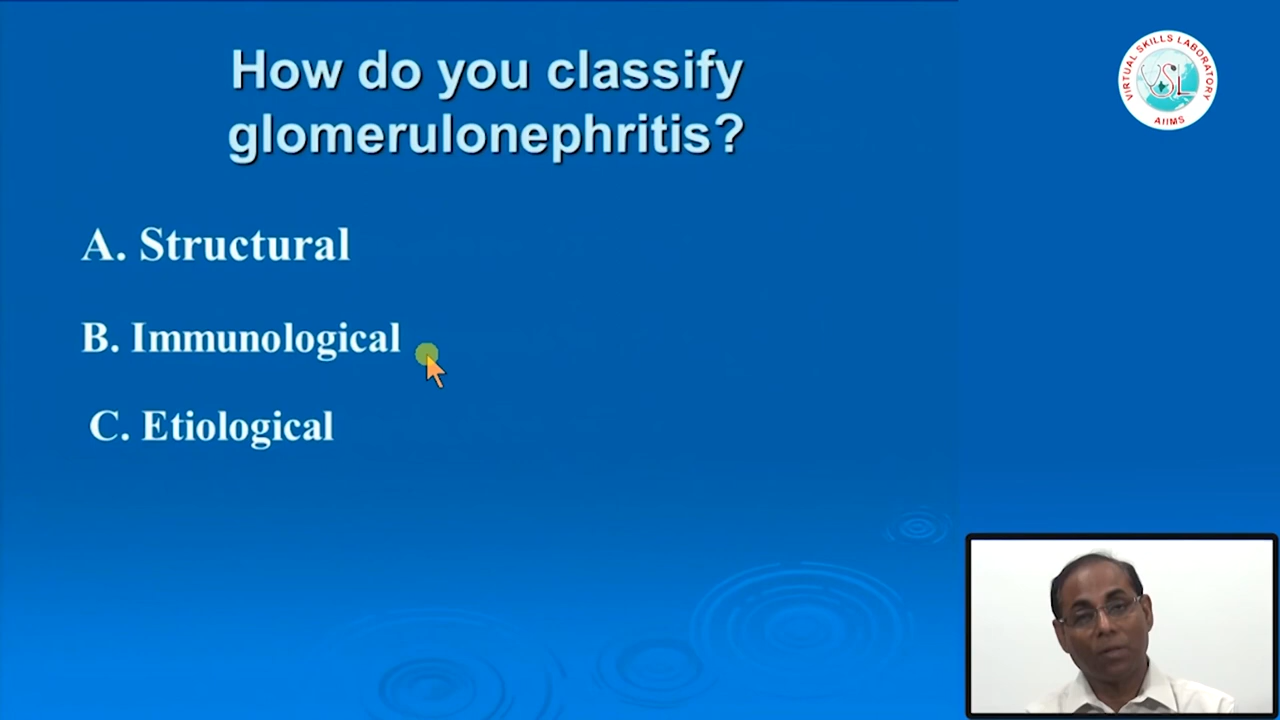 How do you classify
glomerulonephritis?
A. Structural
B. Immunological
C. Etiological
VIRTUAL SKILLS LABORATORY
VSL
AIIMS